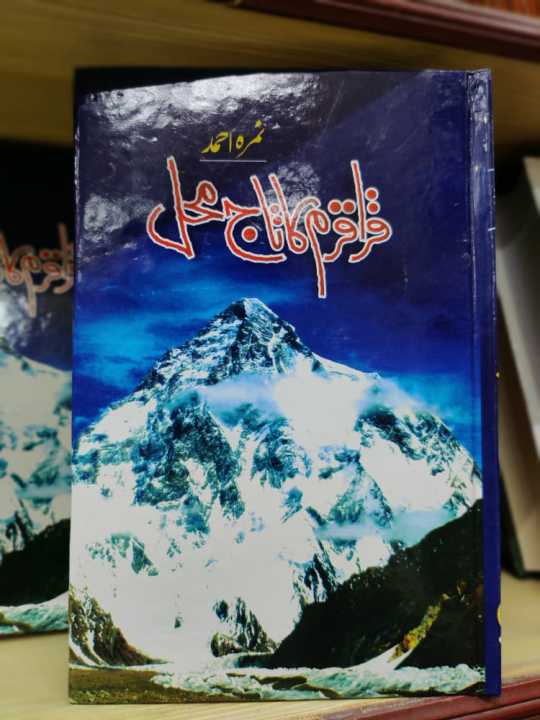 نمرہ احمد
قراقرم کا تاج محل